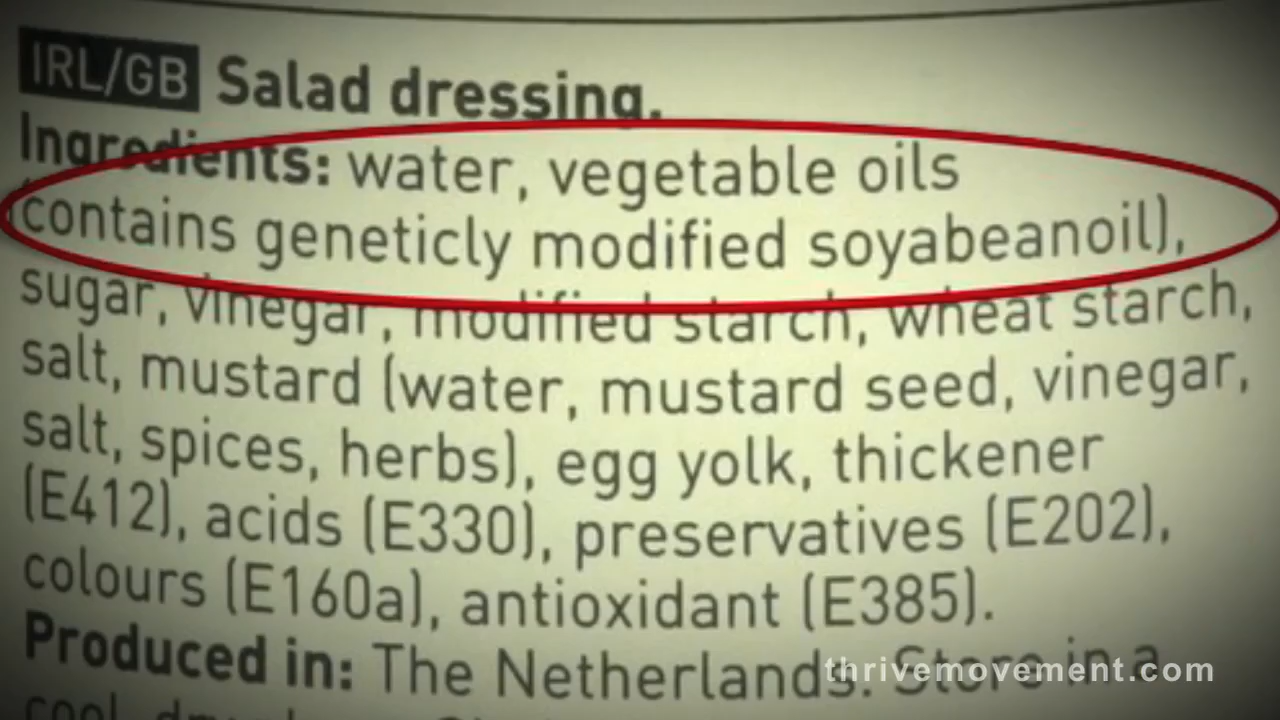 IRL/GB Salad dressing.
Ingredients: water, vegetable oils
(contains geneticly modified soyabeanoil),
sugar, vinegar, modified starch, wheat starch,
salt, mustard (water, mustard seed, vinegar,
salt, spices, herbs), egg yolk, thickener
(E412), acids (E330), preservatives (E202),
colours (E160a), antioxidant (E385).
Produced in: The Netherlands. Store in a
thrivemovement.com